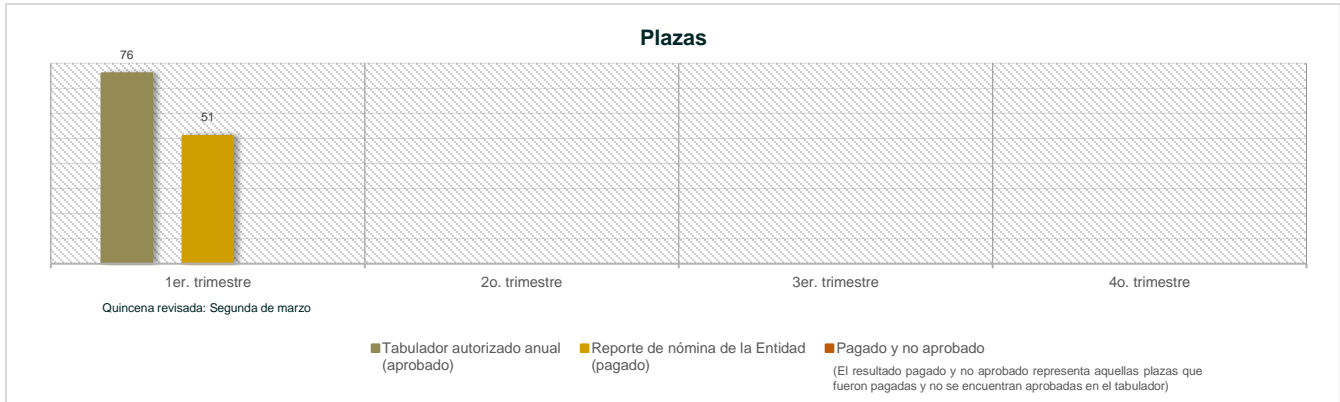 Plazas
76
51
1er. trimestre
2o. trimestre
3er. trimestre
4o. trimestre
Quincena revisada: Segunda de marzo
Tabulador autorizado anual
(aprobado)
Reporte de nómina de la Entidad
(pagado)
Pagado y no aprobado
(El resultado pagado y no aprobado representa aquellas plazas que
fueron pagadas y no se encuentran aprobadas en el tabulador)